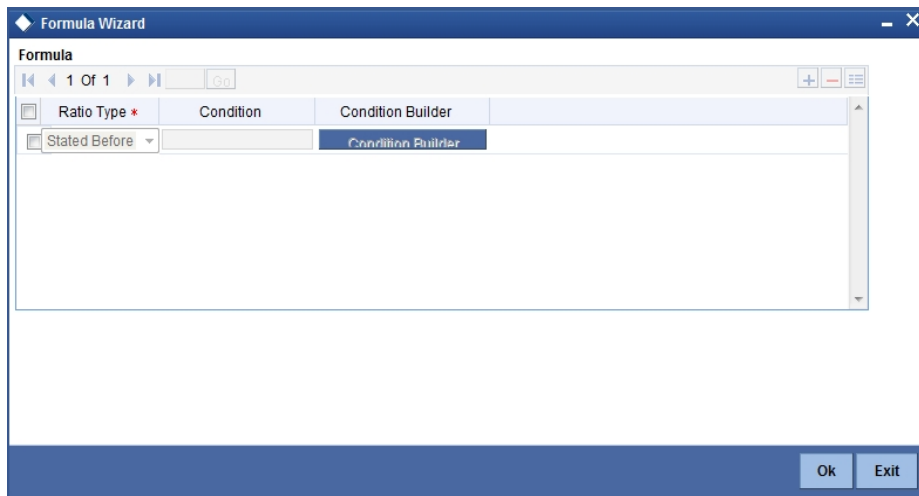 Formula Wizard
Formula
1 Of 1 Go
Ratio Type * Condition Condition Builder
Stated Before Condition Builder
Ok Exit